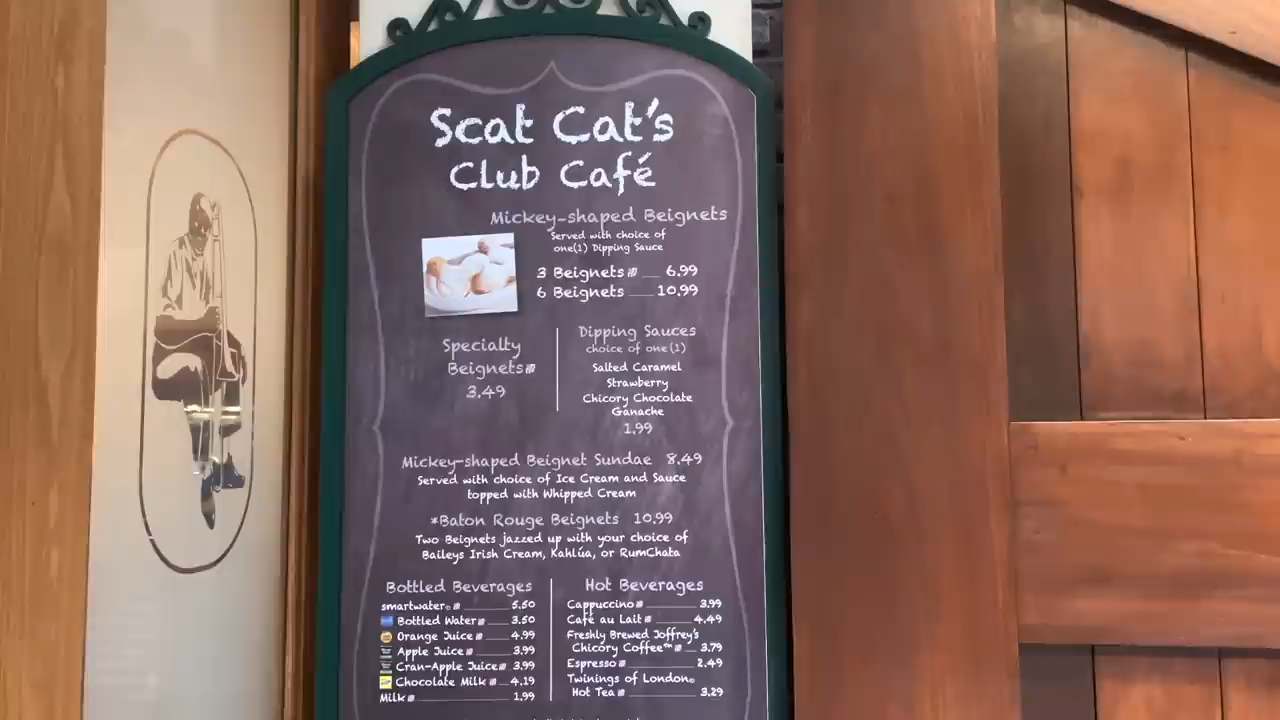 Scat Cat's
Club Café
Mickey-shaped Beignets
Served with choice of
one(1) Dipping Sauce
3 Beignets 6.99
6 Beignets 10.99
Specialty
Beignets
3.49
Dipping Sauces
choice of one(1)
Salted Caramel
Strawberry
Chicory Chocolate
Ganache
1.99
Mickey-shaped Beignet Sundae 8.49
Served with choice of Ice Cream and Sauce
topped with Whipped Cream
*Baton Rouge Beignets 10.99
Two Beignets jazzed up with your choice of
Baileys Irish Cream, Kahlúa, or RumChata
Bottled Beverages
smartwater® 5.50
Bottled Water 3.50
Orange Juice 4.99
Apple Juice 3.99
Cran-Apple Juice 3.99
Chocolate Milk 4.19
Milk 1.99
Hot Beverages
Cappuccino 3.99
Café au Lait 4.49
Freshly Brewed Joffrey's
Chicory Coffee™ 3.79
Espresso 2.49
Twinings of London®
Hot Tea 3.29